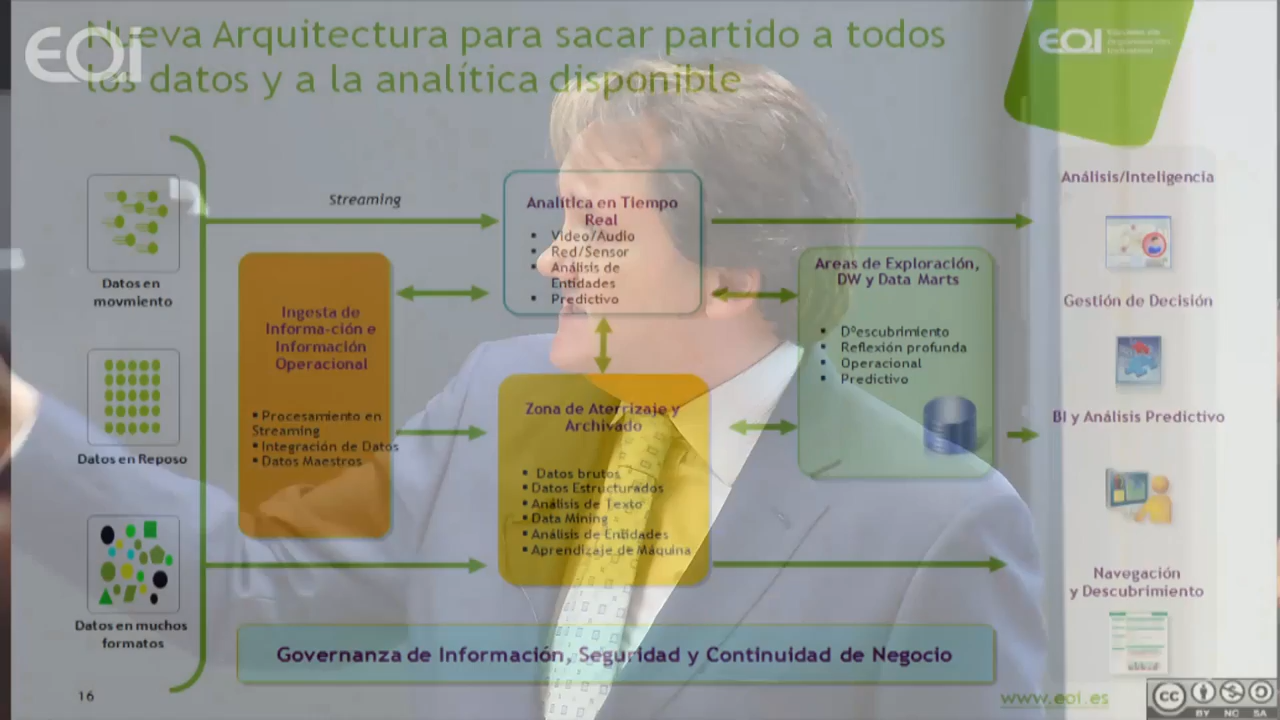 Nueva Arquitectura para sacar partido a todos
los datos y a la analítica disponible
EOi
EOI
Streaming
Datos en
movmiento
Datos en Reposo
Datos en muchos
formatos
Ingesta de
Informa-ción e
Información
Operacional
▪ Procesamiento en
Streaming
▪ Integración de Datos
▪ Datos Maestros
Analítica en Tiempo
Real
▪ Video/Audio
▪ Red/Sensor
▪ Análisis de
Entidades
▪ Predictivo
Zona de Aterrizaje y
Archivado
▪ Datos brutos
▪ Datos Estructurados
▪ Análisis de Texto
▪ Data Mining
▪ Análisis de Entidades
▪ Aprendizaje de Máquina
Areas de Exploración,
DW y Data Marts
▪ Dºescubrimiento
▪ Reflexión profunda
▪ Operacional
▪ Predictivo
Análisis/Inteligencia
Gestión de Decisión
BI y Análisis Predictivo
Navegación
y Descubrimiento
Governanza de Información, Seguridad y Continuidad de Negocio
16
www.eoi.es
cc
BY NC SA